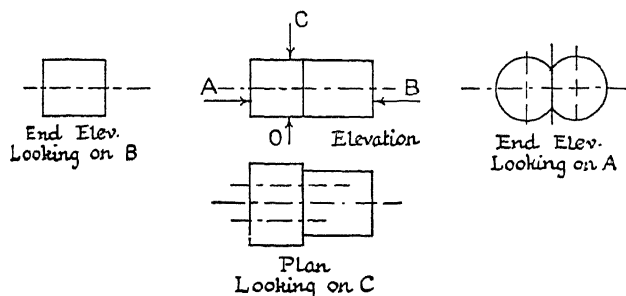 C
A
B
O
Elevation
End Elev.
Looking on B
End Elev.
Looking on A
Plan
Looking on C